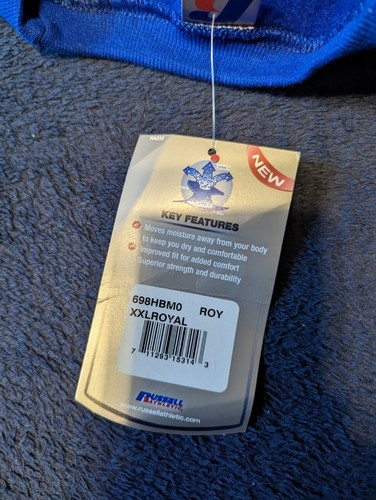 NEW
KEY FEATURES
Moves moisture away from your body
to keep you dry and comfortable
Improved fit for added comfort
Superior strength and durability
698HBM0 ROY
XXLROYAL
7 11293 15314 3
RUSSELL
ATHLETIC
www.russellathletic.com